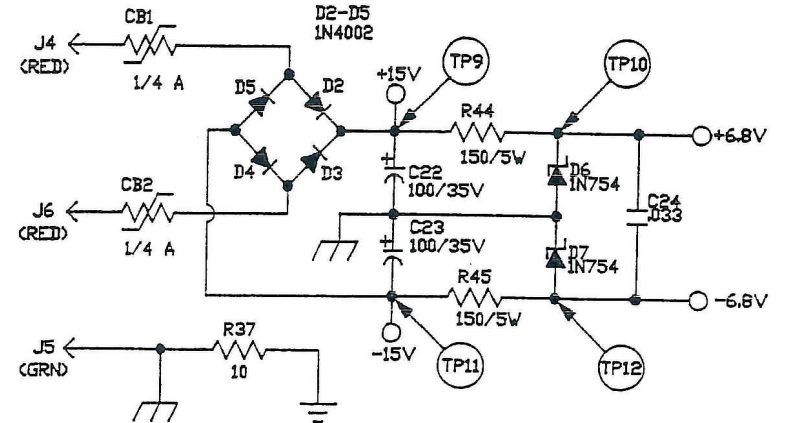 CB1
J4
(RED)
1/4 A
D2-D5
1N4002
D5
D2
D4
D3
+15V
TP9
R44
150/5W
TP10
+6.8V
C22
100/35V
D6
1N754
C24
.033
CB2
J6
(RED)
1/4 A
C23
100/35V
D7
1N754
R45
150/5W
-6.8V
-15V
TP11
TP12
J5
(GRN)
R37
10